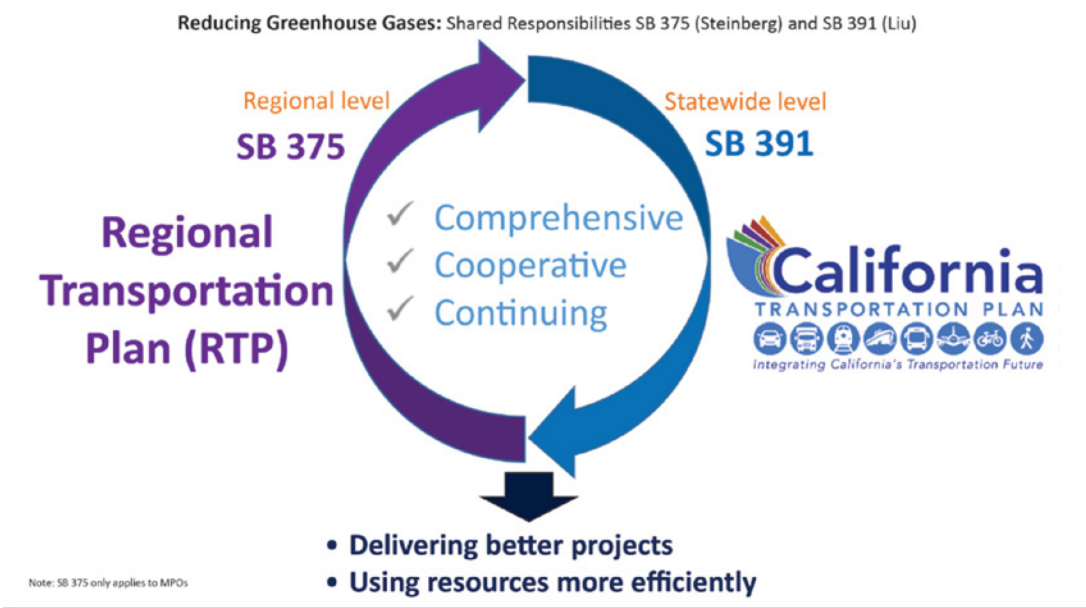 Reducing Greenhouse Gases: Shared Responsibilities SB 375 (Steinberg) and SB 391 (Liu)
Regional level
SB 375
Statewide level
SB 391
Regional
Transportation
Plan (RTP)
✓ Comprehensive
✓ Cooperative
✓ Continuing
California
TRANSPORTATION PLAN
Integrating California's Transportation Future
• Delivering better projects
• Using resources more efficiently
Note: SB 375 only applies to MPOs